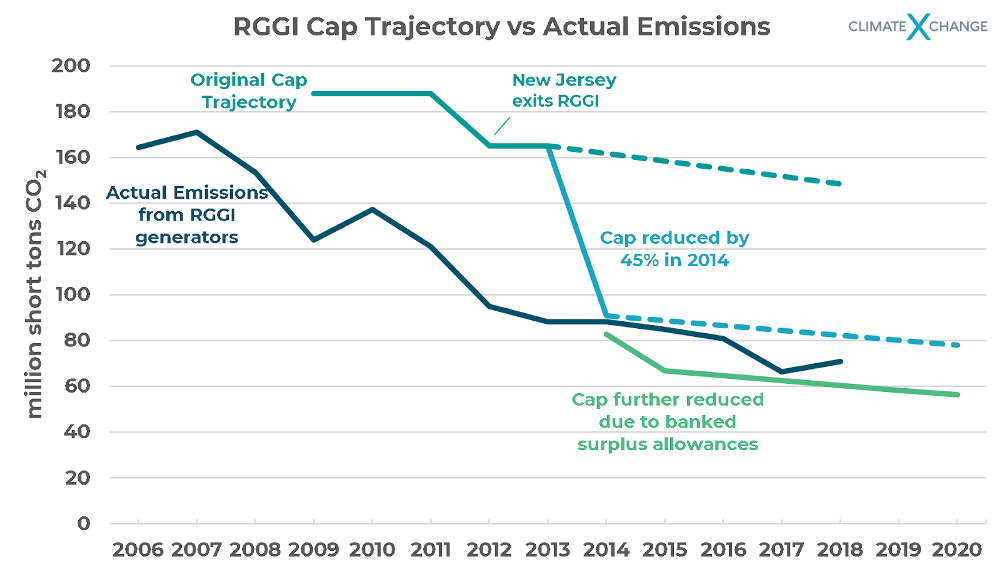 RGGI Cap Trajectory vs Actual Emissions
CLIMATE XCHANGE
million short tons CO₂
200
180
160
140
120
100
80
60
40
20
0
Original Cap
Trajectory
New Jersey
exits RGGI
Actual Emissions
from RGGI
generators
Cap reduced by
45% in 2014
Cap further reduced
due to banked
surplus allowances
2006 2007 2008 2009 2010 2011 2012 2013 2014 2015 2016 2017 2018 2019 2020